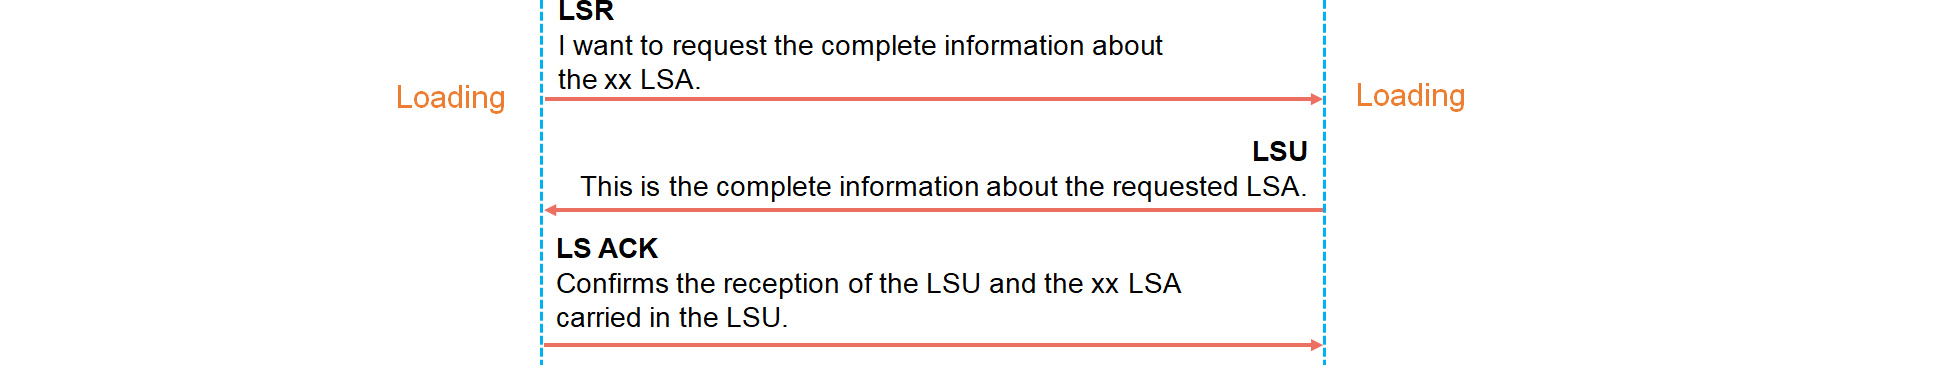 LSR
I want to request the complete information about
the xx LSA.
Loading
Loading
LSU
This is the complete information about the requested LSA.
LS ACK
Confirms the reception of the LSU and the xx LSA
carried in the LSU.